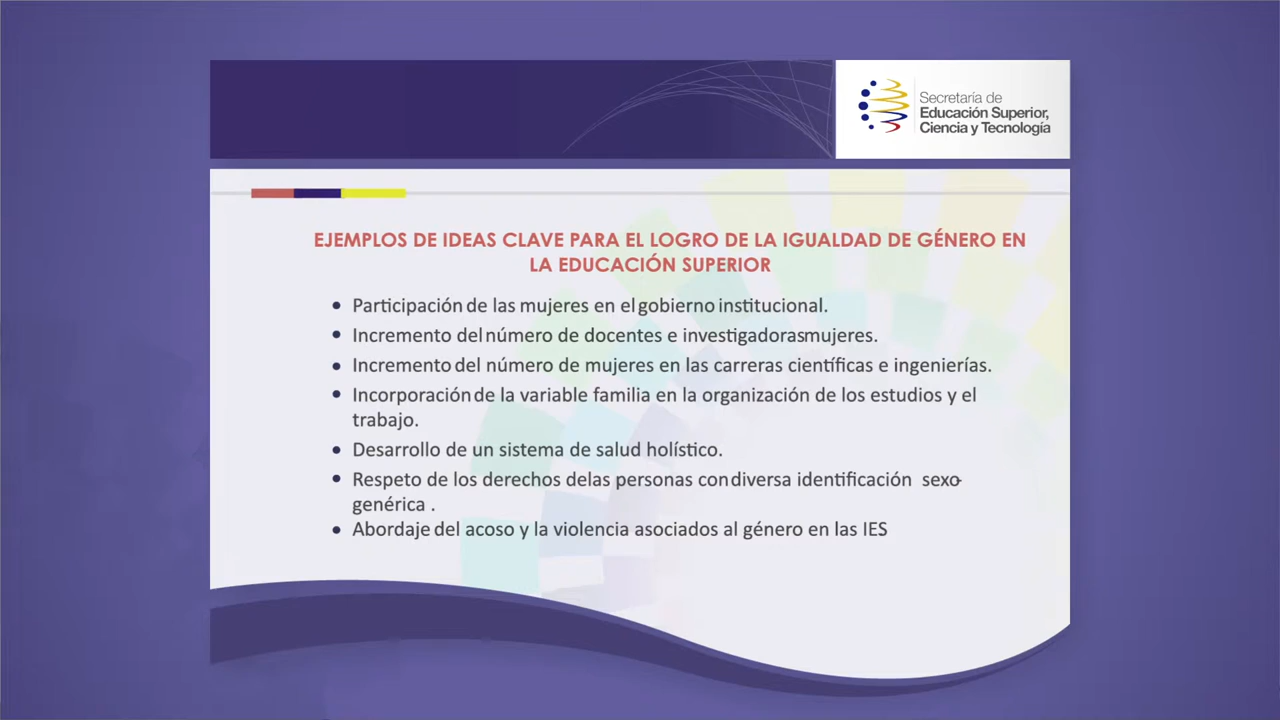 Secretaría de
Educación Superior,
Ciencia y Tecnología
EJEMPLOS DE IDEAS CLAVE PARA EL LOGRO DE LA IGUALDAD DE GÉNERO EN
LA EDUCACIÓN SUPERIOR
• Participación de las mujeres en el gobierno institucional.
• Incremento del número de docentes e investigadorasmujeres.
• Incremento del número de mujeres en las carreras científicas e ingenierías.
• Incorporación de la variable familia en la organización de los estudios y el
trabajo.
• Desarrollo de un sistema de salud holístico.
• Respeto de los derechos delas personas con diversa identificación sexo-
genérica .
• Abordaje del acoso y la violencia asociados al género en las IES